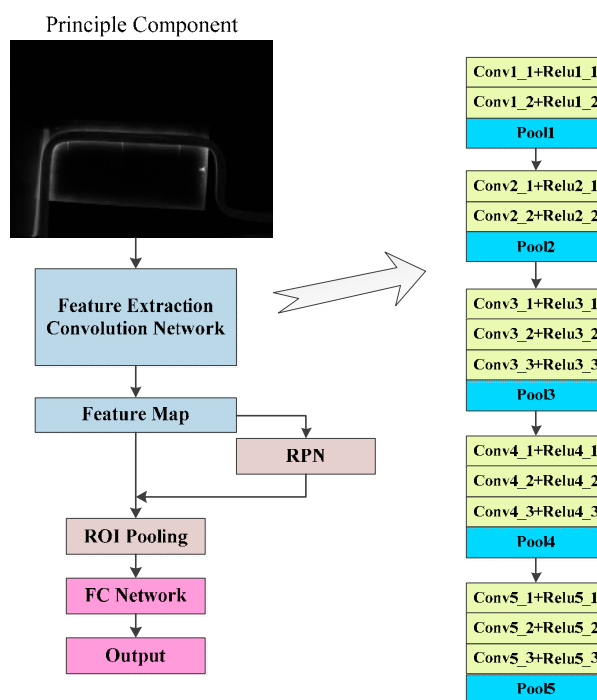 Principle Component
Feature Extraction
Convolution Network
Feature Map
RPN
ROI Pooling
FC Network
Output
Conv1_1+Relu1_1
Conv1_2+Relu1_2
Pool1
Conv2_1+Relu2_1
Conv2_2+Relu2_2
Pool2
Conv3_1+Relu3_1
Conv3_2+Relu3_2
Conv3_3+Relu3_3
Pool3
Conv4_1+Relu4_1
Conv4_2+Relu4_2
Conv4_3+Relu4_3
Pool4
Conv5_1+Relu5_1
Conv5_2+Relu5_2
Conv5_3+Relu5_3
Pool5